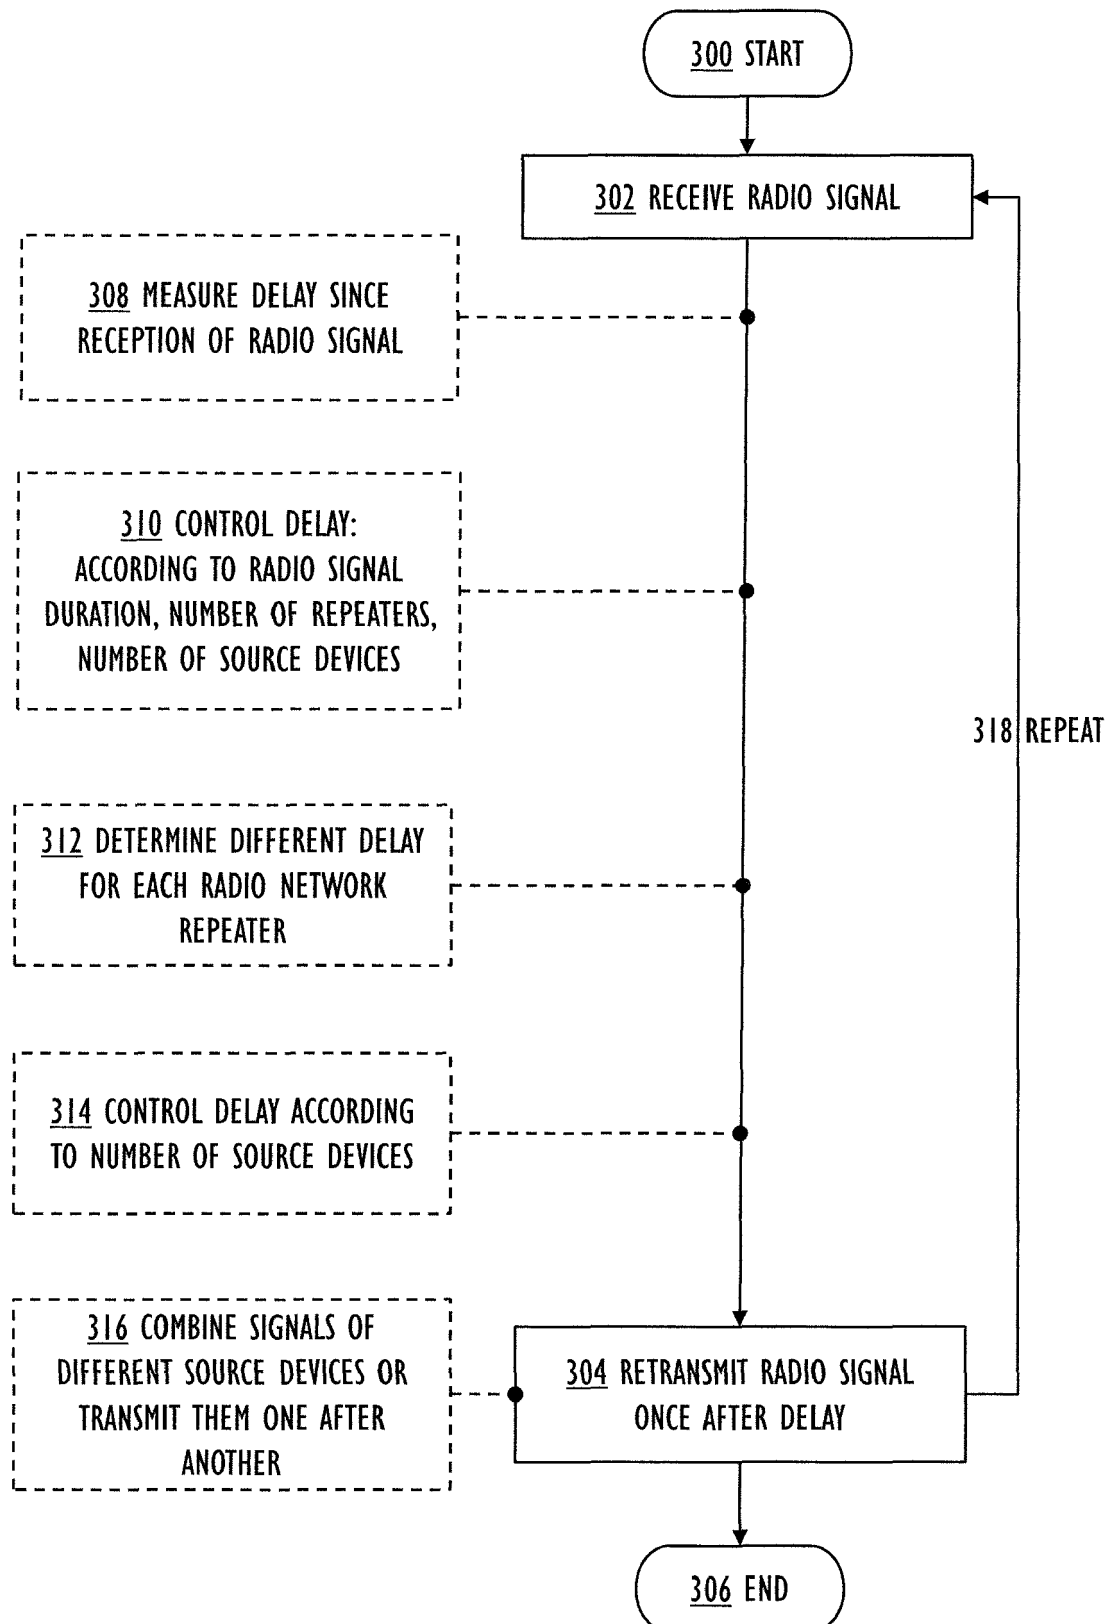 300 START
302 RECEIVE RADIO SIGNAL
308 MEASURE DELAY SINCE
RECEPTION OF RADIO SIGNAL
310 CONTROL DELAY:
ACCORDING TO RADIO SIGNAL
DURATION, NUMBER OF REPEATERS,
NUMBER OF SOURCE DEVICES
318 REPEAT
312 DETERMINE DIFFERENT DELAY
FOR EACH RADIO NETWORK
REPEATER
314 CONTROL DELAY ACCORDING
TO NUMBER OF SOURCE DEVICES
316 COMBINE SIGNALS OF
DIFFERENT SOURCE DEVICES OR
TRANSMIT THEM ONE AFTER
ANOTHER
304 RETRANSMIT RADIO SIGNAL
ONCE AFTER DELAY
306 END